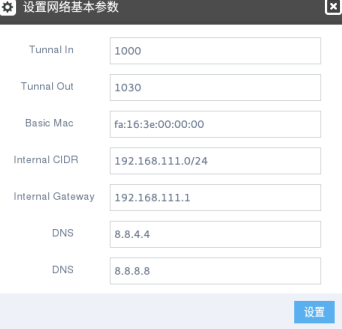 设置网络基本参数
Tunnal In 1000
Tunnal Out 1030
Basic Mac fa:16:3e:00:00:00
Internal CIDR 192.168.111.0/24
Internal Gateway 192.168.111.1
DNS 8.8.4.4
DNS 8.8.8.8
设置